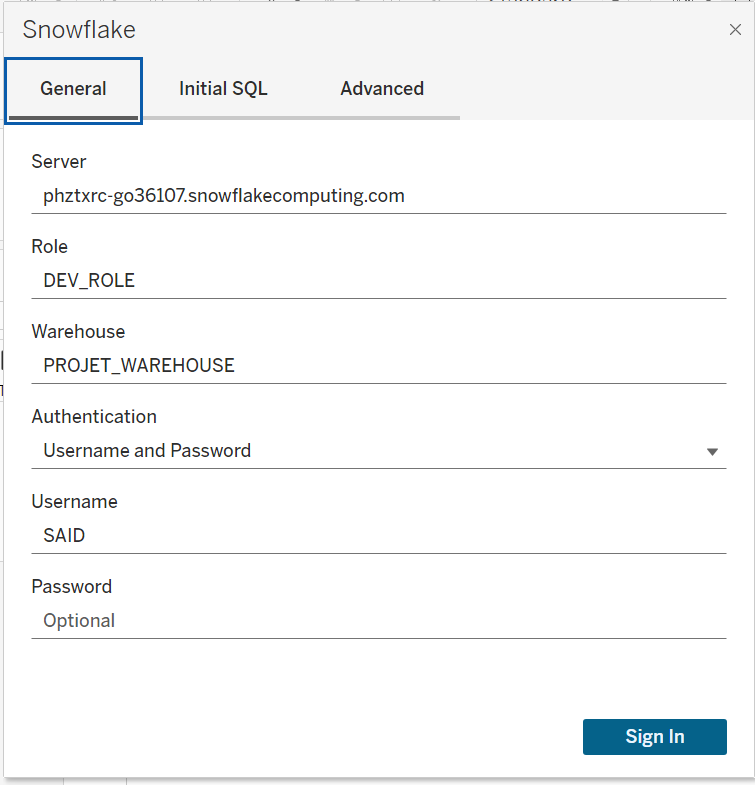 Snowflake
General Initial SQL Advanced
Server
phztxrc-go36107.snowflakecomputing.com
Role
DEV_ROLE
Warehouse
PROJET_WAREHOUSE
Authentication
Username and Password
Username
SAID
Password
Optional
Sign In